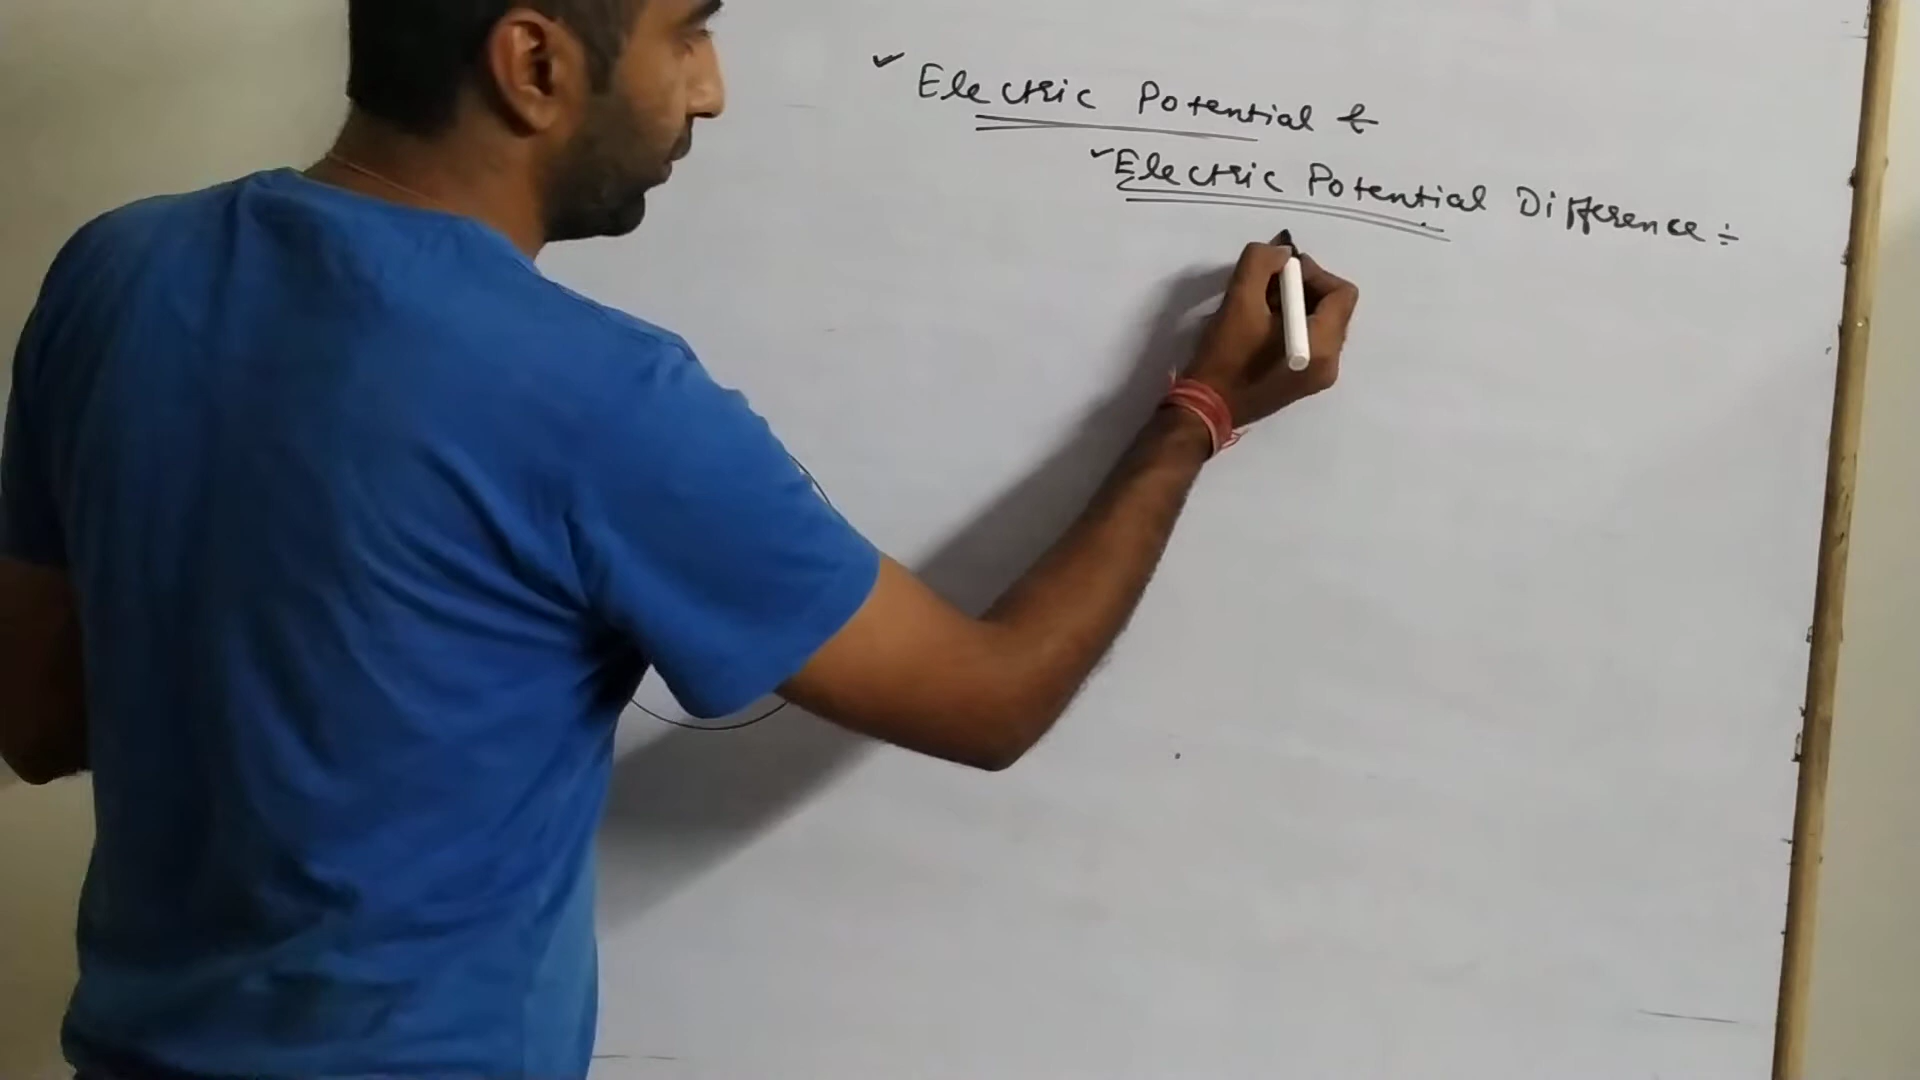 ✓ Electric Potential &
✓ Electric Potential Difference :-